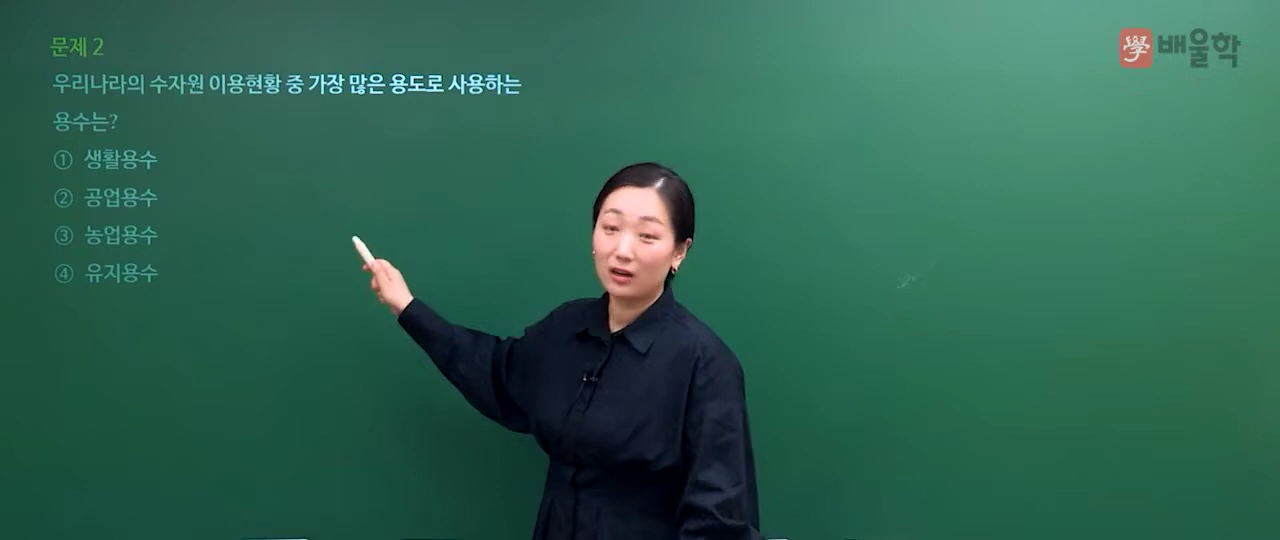 문제 2
學 배울학
우리나라의 수자원 이용현황 중 가장 많은 용도로 사용하는
용수는?
① 생활용수
② 공업용수
③ 농업용수
④ 유지용수